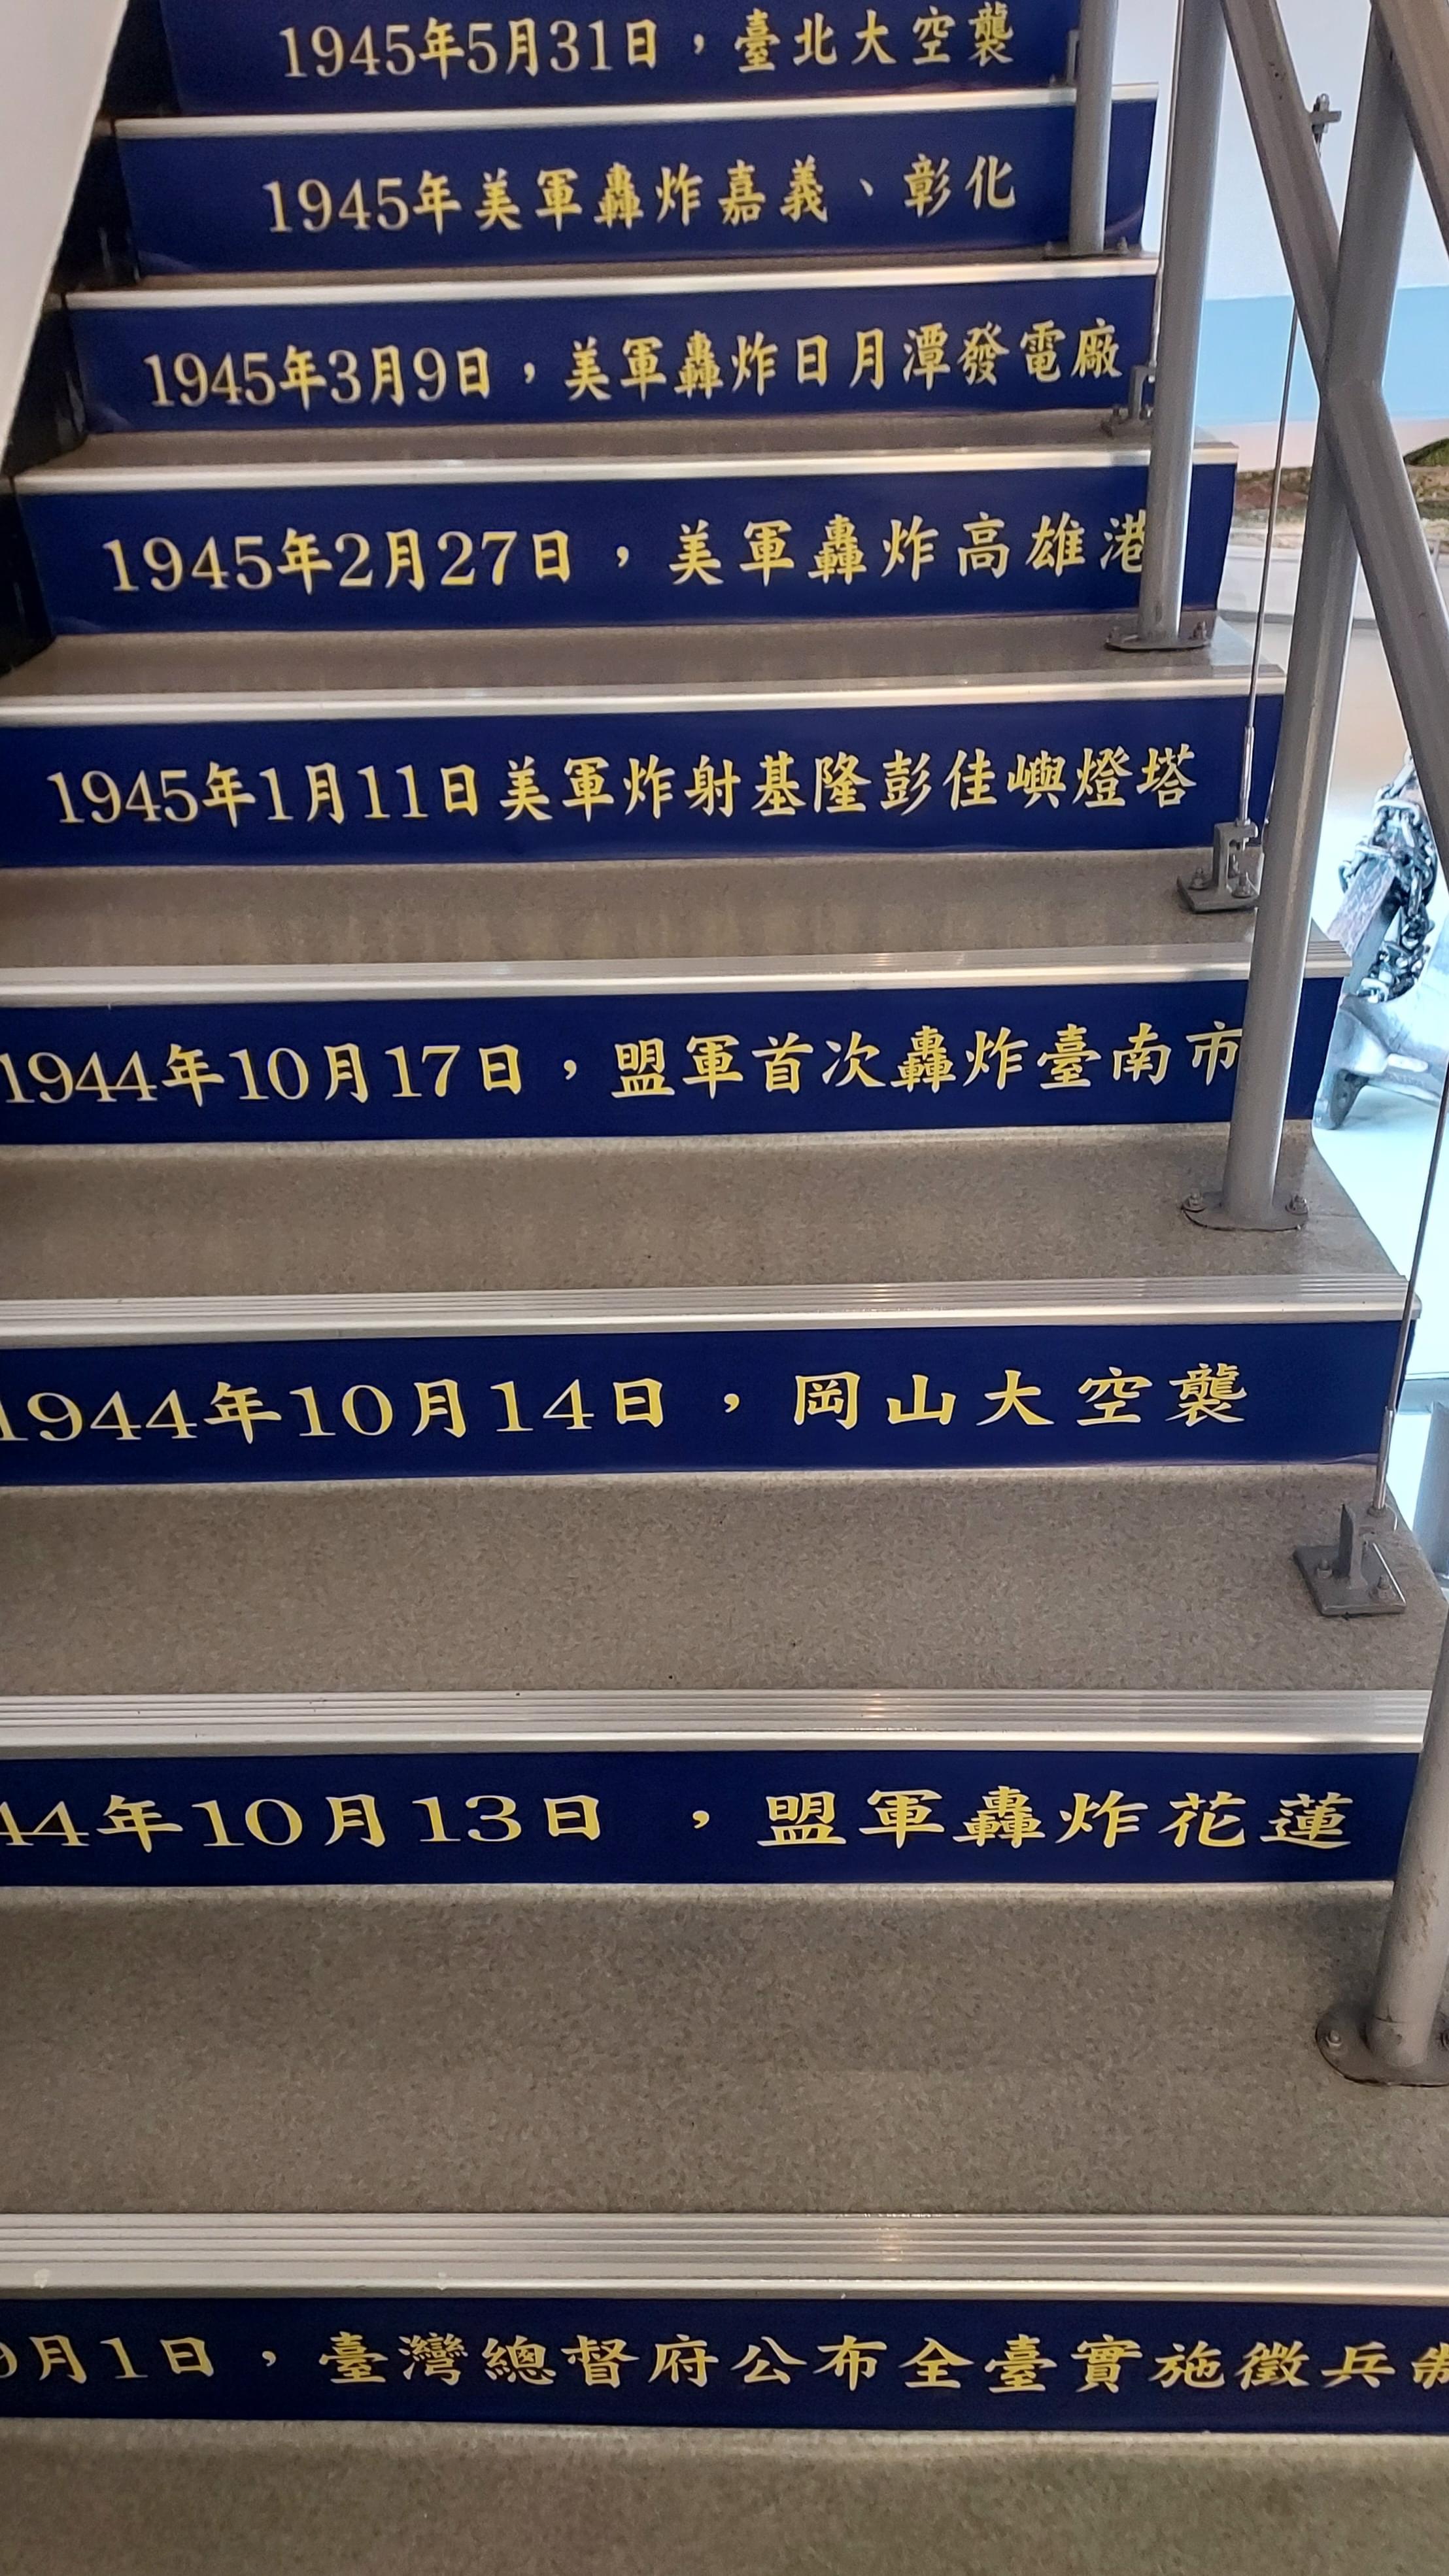 1945年5月31日，臺北大空襲
1945年美軍轟炸嘉義、彰化
1945年3月9日，美軍轟炸日月潭發電廠
1945年2月27日，美軍轟炸高雄港
1945年1月11日美軍炸射基隆彭佳嶼燈塔
1944年10月17日，盟軍首次轟炸臺南市
1944年10月14日，岡山大空襲
44年10月13日，盟軍轟炸花蓮
9月1日，臺灣總督府公布全臺實施徵兵制